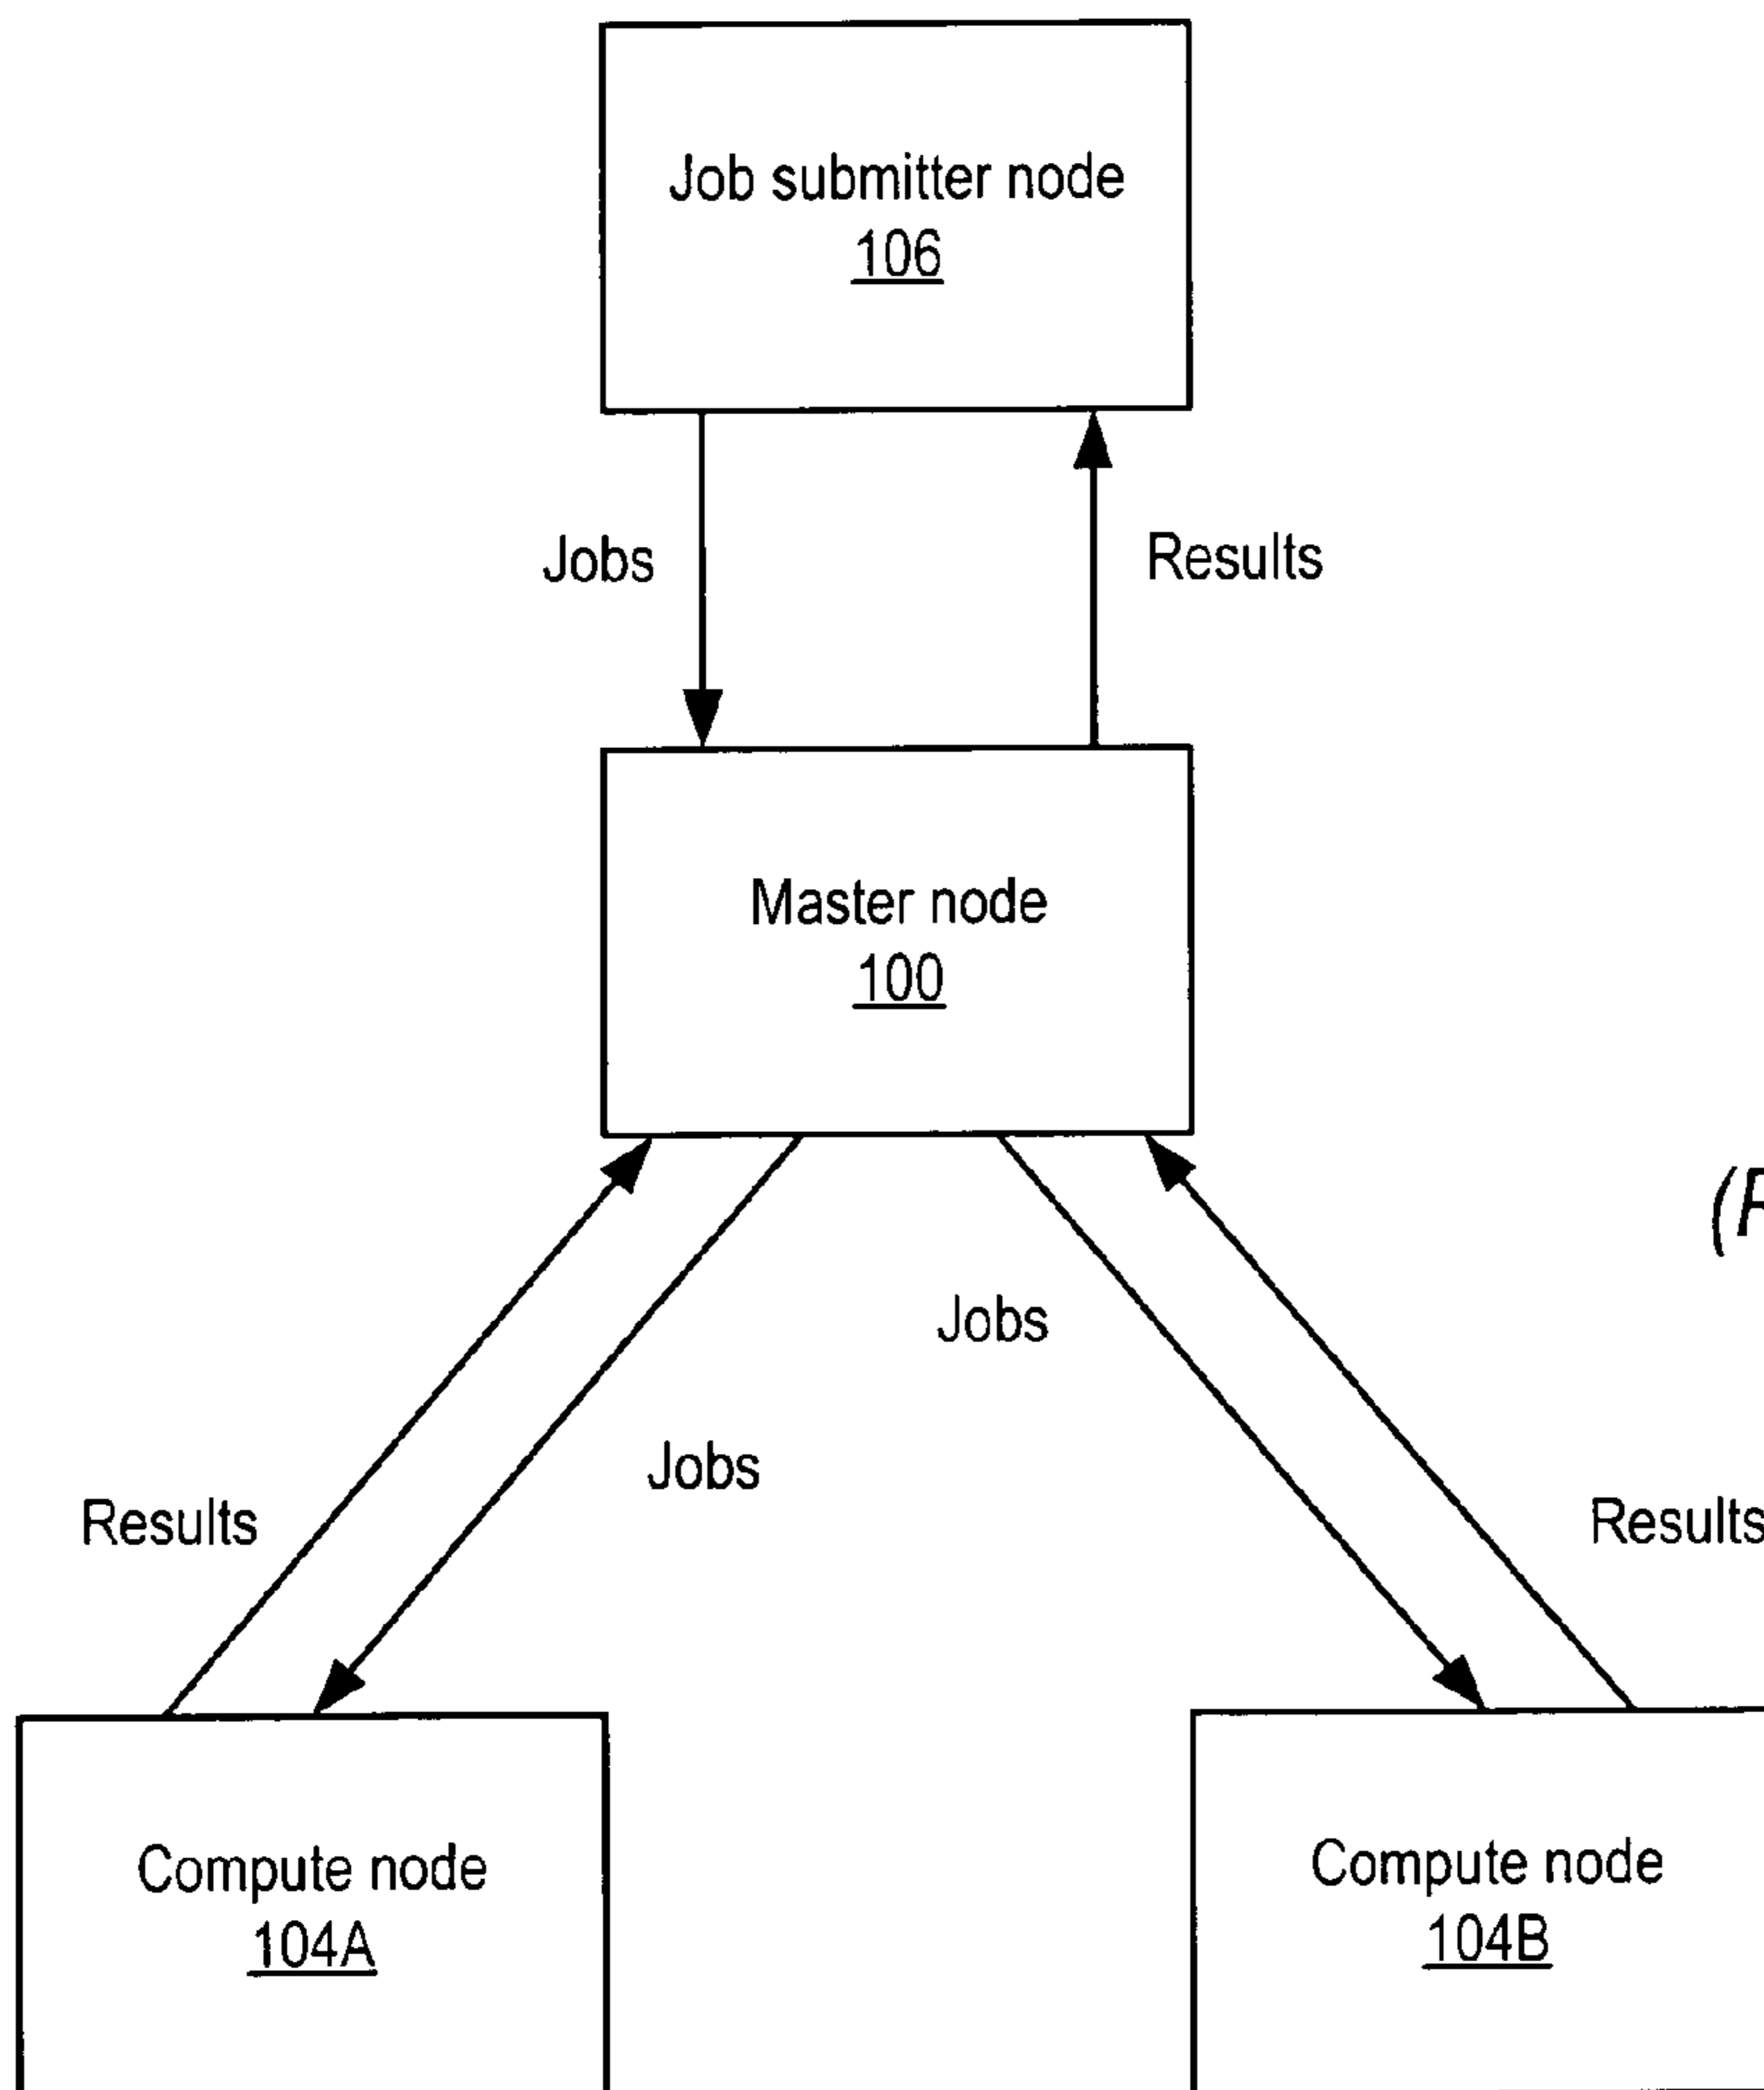 Job submitter node
106
Jobs
Results
Master node
100
Jobs
Jobs
Results
Results
Compute node
104A
Compute node
104B